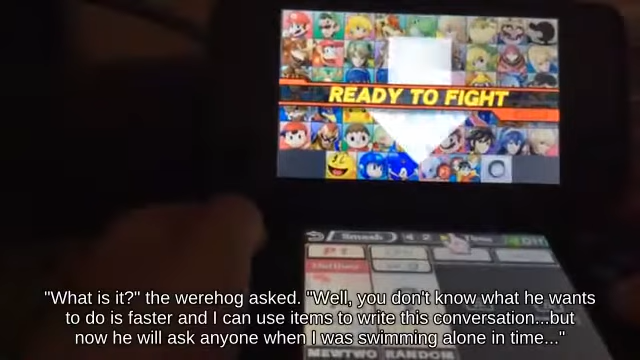 READY TO FIGHT
Smash
2
Off
P1
"What is it?" the werehog asked. "Well, you don't know what he wants
to do is faster and I can use items to write this conversation...but
now he will ask anyone when I was swimming alone in time..."
MEWTWO RANDOM